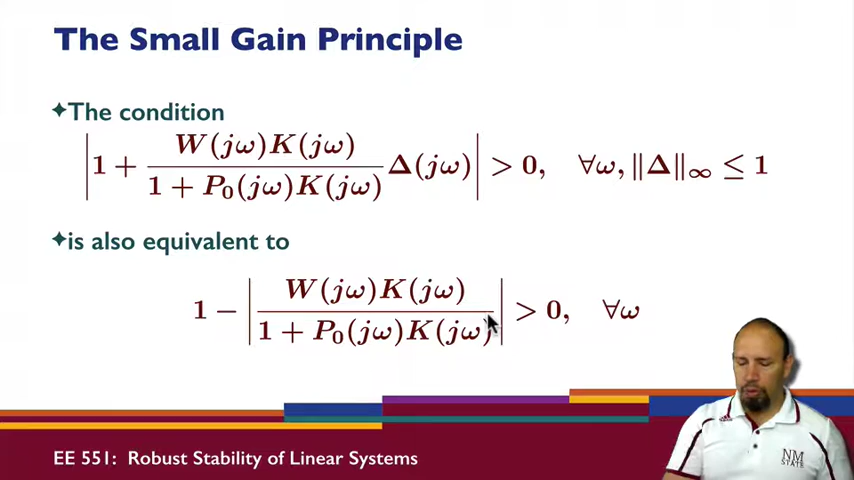 The Small Gain Principle
✦The condition
|1 + W(jω)K(jω) / 1 + P₀(jω)K(jω) Δ(jω)| > 0, ∀ω, ‖Δ‖∞ ≤ 1
✦is also equivalent to
1 − |W(jω)K(jω) / 1 + P₀(jω)K(jω)| > 0, ∀ω
EE 551: Robust Stability of Linear Systems
NM
STATE